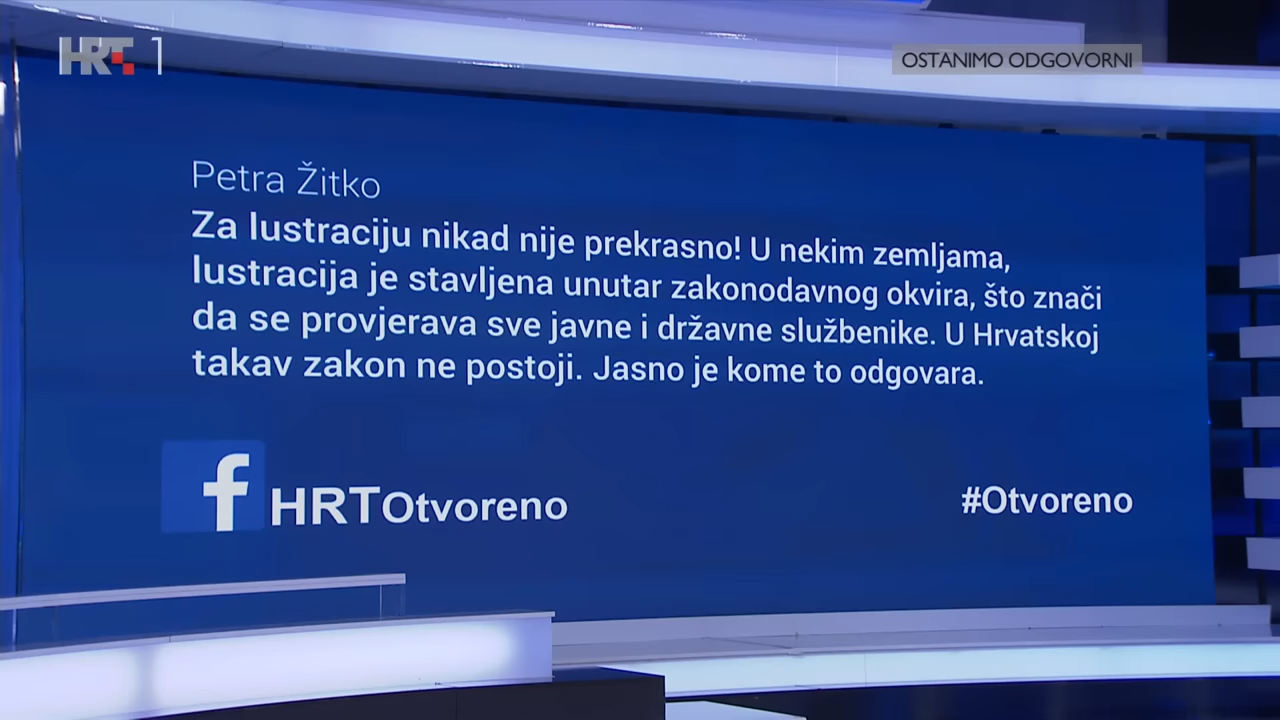 HRT 1
OSTANIMO ODGOVORNI
Petra Žitko
Za lustraciju nikad nije prekrasno! U nekim zemljama,
lustracija je stavljena unutar zakonodavnog okvira, što znači
da se provjerava sve javne i državne službenike. U Hrvatskoj
takav zakon ne postoji. Jasno je kome to odgovara.
f HRTOtvoreno
#Otvoreno